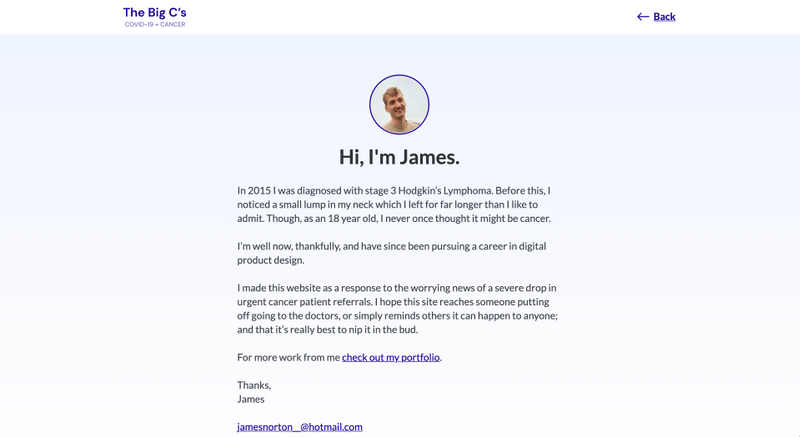 The Big C's
COVID-19 + CANCER
← Back
Hi, I'm James.
In 2015 I was diagnosed with stage 3 Hodgkin's Lymphoma. Before this, I
noticed a small lump in my neck which I left for far longer than I like to
admit. Though, as an 18 year old, I never once thought it might be cancer.
I'm well now, thankfully, and have since been pursuing a career in digital
product design.
I made this website as a response to the worrying news of a severe drop in
urgent cancer patient referrals. I hope this site reaches someone putting
off going to the doctors, or simply reminds others it can happen to anyone;
and that it's really best to nip it in the bud.
For more work from me check out my portfolio.
Thanks,
James
jamesnorton__@hotmail.com